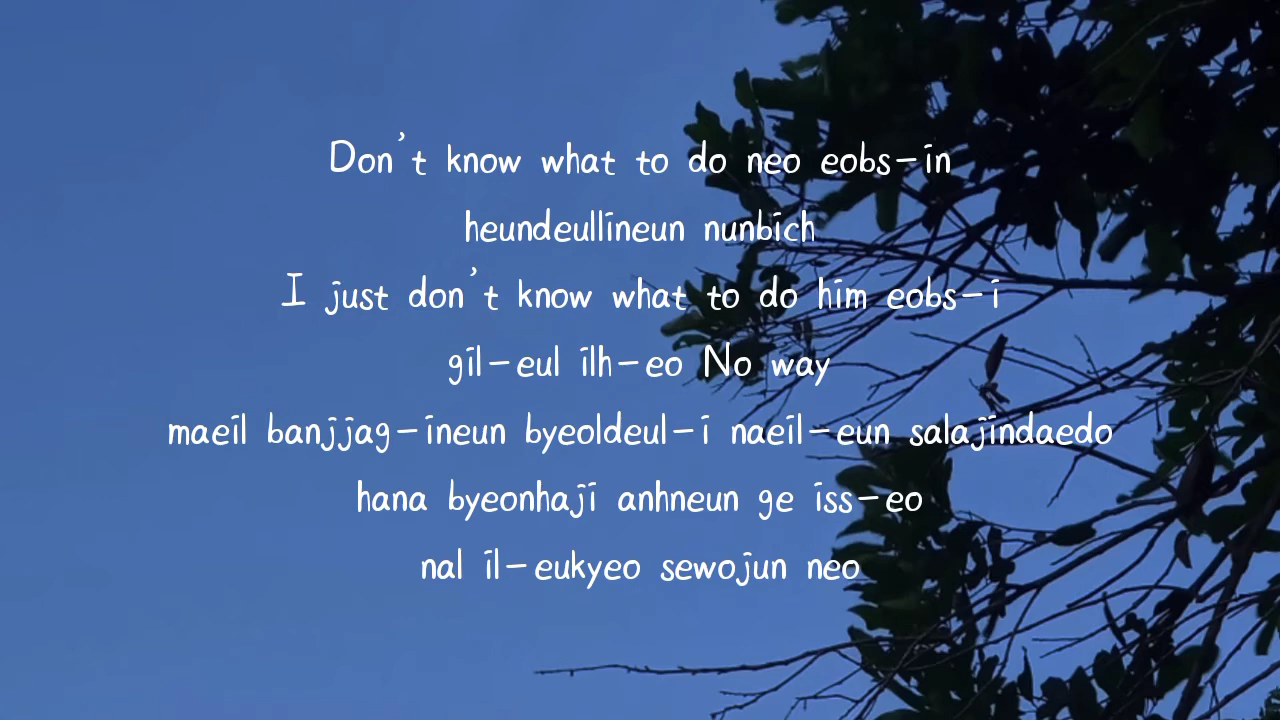 Don't know what to do neo eobs-in
heundeullineun nunbich
I just don't know what to do him eobs-i
gil-eul ilh-eo No way
maeil banjjag-ineun byeoldeul-i naeil-eun salajindaedo
hana byeonhaji anhneun ge iss-eo
nal il-eukyeo sewojun neo